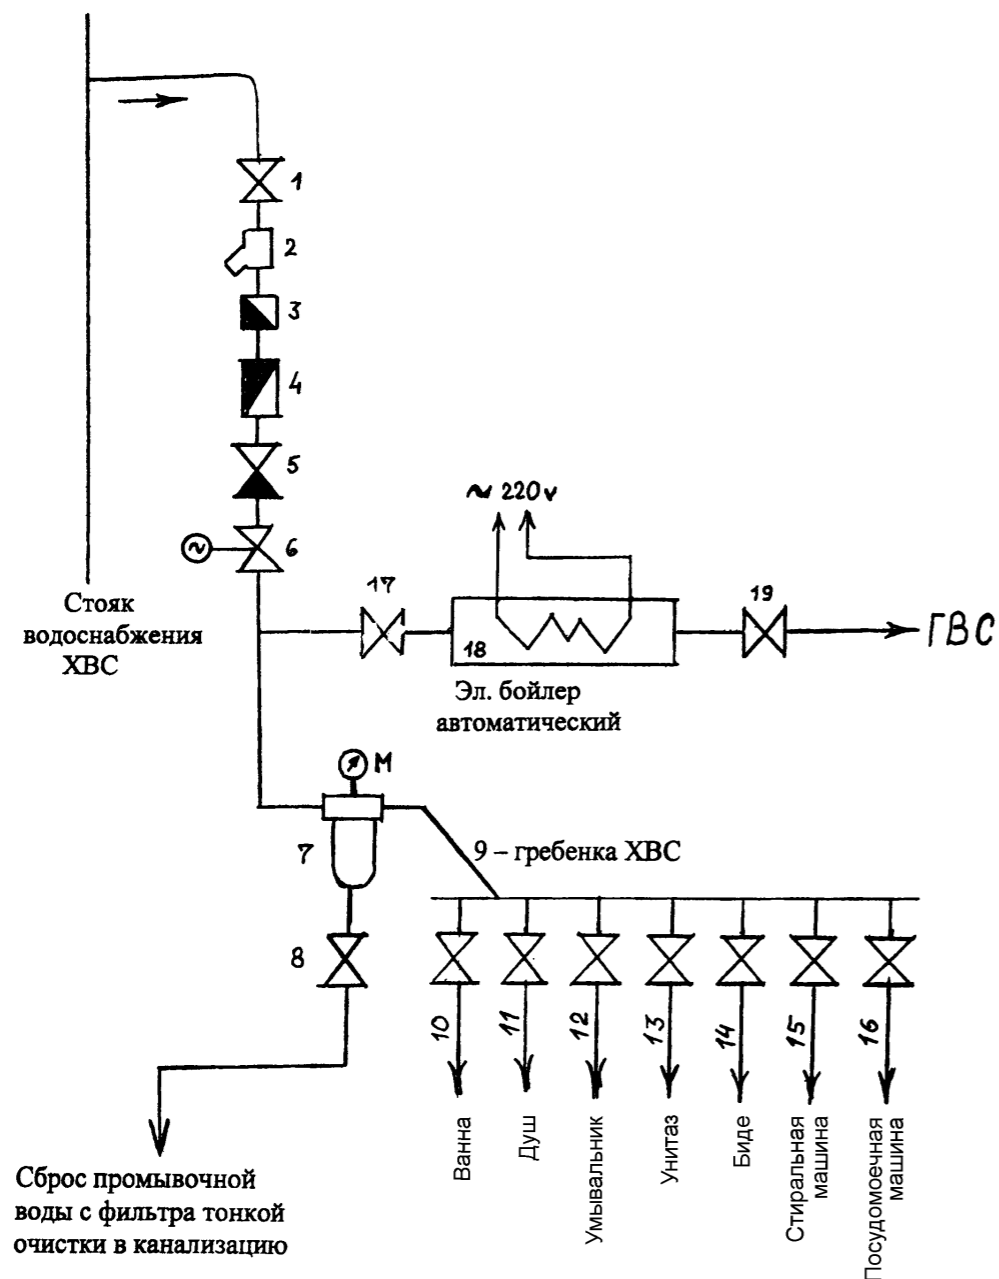 1
2
3
4
5
6
~ 220v
17
19
18
ГВС
Стояк
водоснабжения
ХВС
Эл. бойлер
автоматический
М
7
9 – гребенка ХВС
8
10
11
12
13
14
15
16
Ванна
Душ
Умывальник
Унитаз
Биде
Стиральная
машина
Посудомоечная
машина
Сброс промывочной
воды с фильтра тонкой
очистки в канализацию